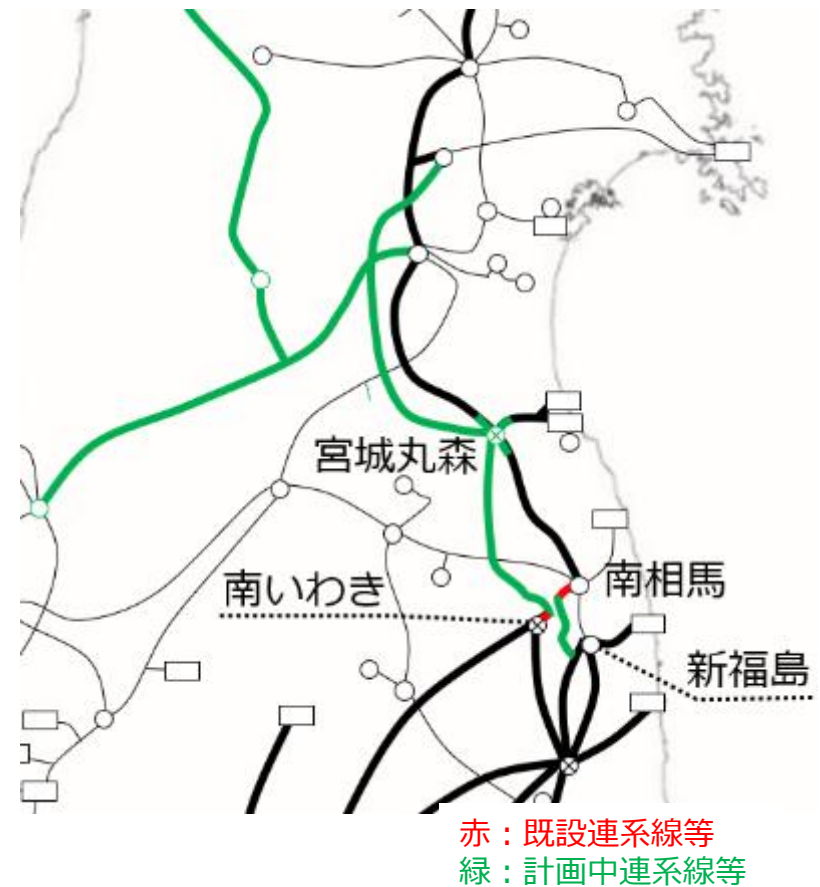 宮城丸森
南いわき
南相馬
新福島
赤：既設連系線等
緑：計画中連系線等